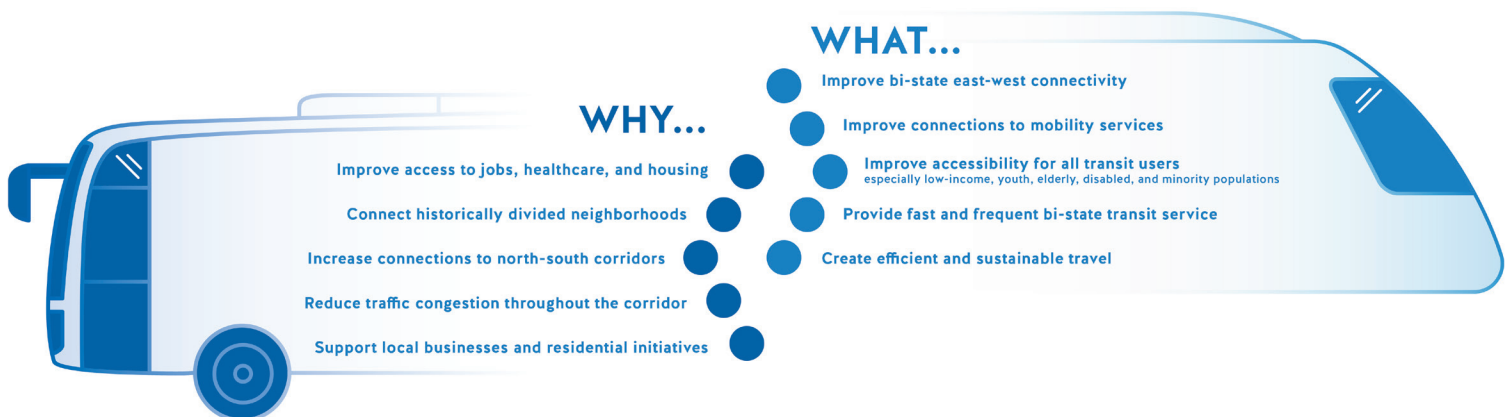 WHY...
Improve access to jobs, healthcare, and housing
Connect historically divided neighborhoods
Increase connections to north-south corridors
Reduce traffic congestion throughout the corridor
Support local businesses and residential initiatives
WHAT...
Improve bi-state east-west connectivity
Improve connections to mobility services
Improve accessibility for all transit users
especially low-income, youth, elderly, disabled, and minority populations
Provide fast and frequent bi-state transit service
Create efficient and sustainable travel